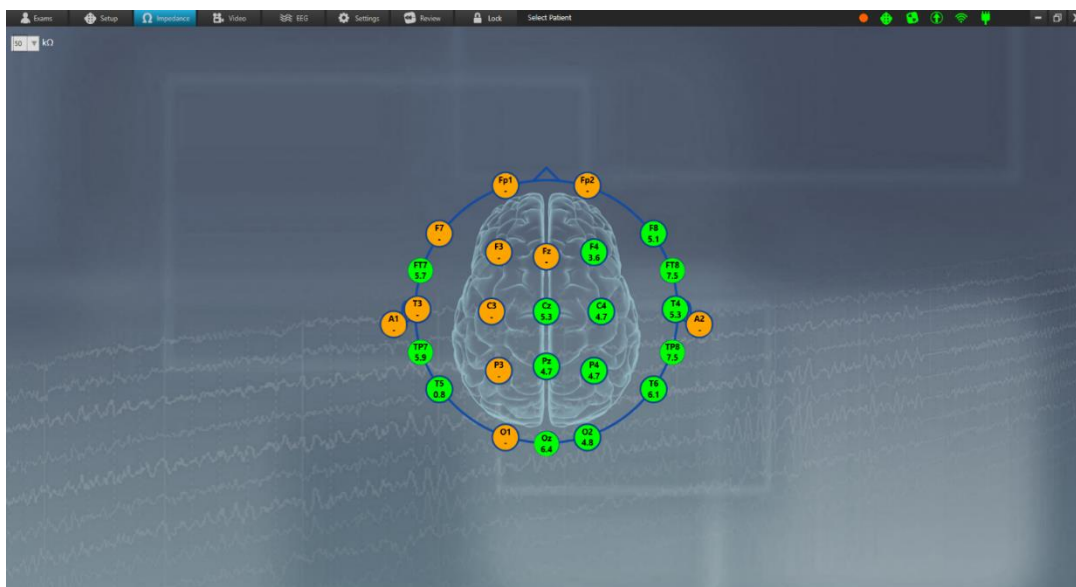 Exams Setup Ω Impedance Video EEG Settings Review Lock Select Patient
50 kΩ
Fp1
-
Fp2
-
F7
-
F3
-
Fz
-
F4
3.6
F8
5.1
FT7
5.7
FT8
7.5
A1
-
T3
-
C3
-
Cz
5.3
C4
4.7
T4
5.3
A2
-
TP7
5.9
P3
-
Pz
4.7
P4
4.7
TP8
7.5
T5
0.8
T6
6.1
O1
-
Oz
6.4
O2
4.8